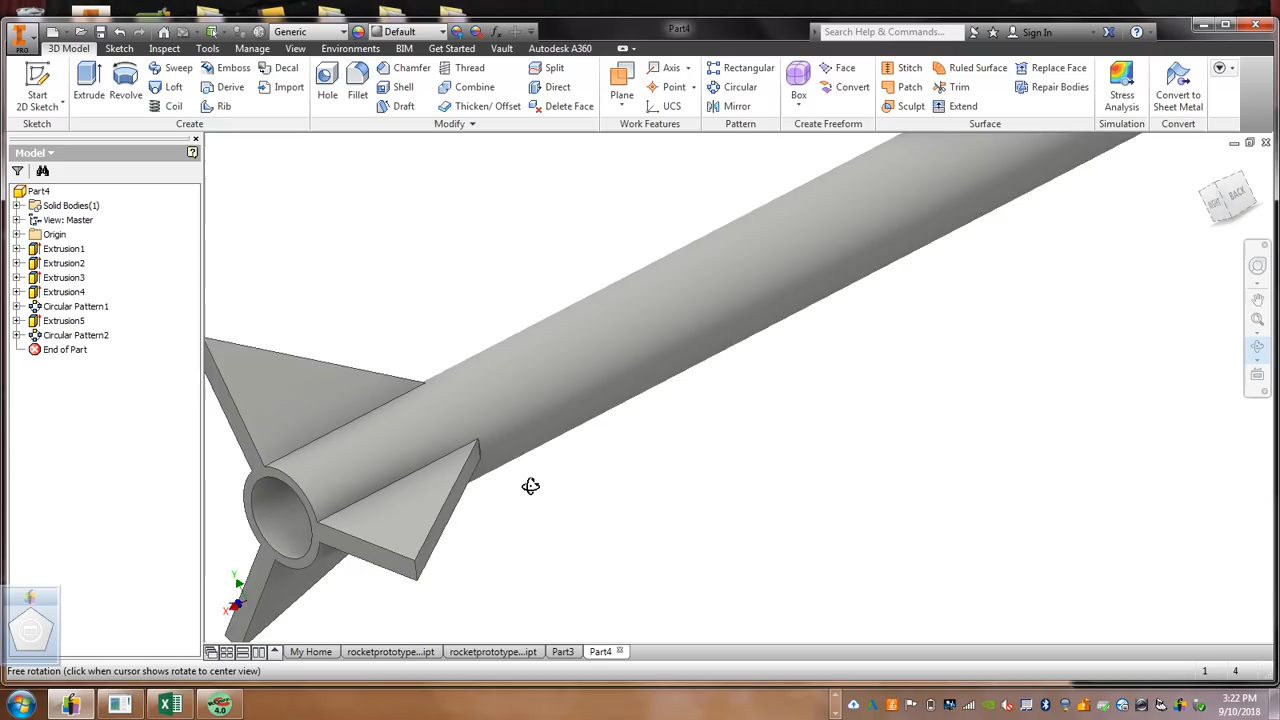 Generic
Default
Part4
Search Help & Commands...
Sign In
PRO
3D Model
Sketch
Inspect
Tools
Manage
View
Environments
BIM
Get Started
Vault
Autodesk A360
Start
2D Sketch
Extrude
Revolve
Sweep
Loft
Coil
Emboss
Derive
Rib
Decal
Import
Hole
Fillet
Chamfer
Shell
Draft
Thread
Combine
Thicken/ Offset
Split
Direct
Delete Face
Plane
Axis
Point
UCS
Rectangular
Circular
Mirror
Box
Face
Convert
Stitch
Patch
Sculpt
Ruled Surface
Trim
Extend
Replace Face
Repair Bodies
Stress
Analysis
Convert to
Sheet Metal
Sketch
Create
Modify
Work Features
Pattern
Create Freeform
Surface
Simulation
Convert
Model
Part4
Solid Bodies(1)
View: Master
Origin
Extrusion1
Extrusion2
Extrusion3
Extrusion4
Circular Pattern1
Extrusion5
Circular Pattern2
End of Part
RIGHT
BACK
Y
X
My Home
rocketprototype...ipt
rocketprototype...ipt
Part3
Part4
Free rotation (click when cursor shows rotate to center view)
1
4
4.0
3:22 PM
9/10/2018